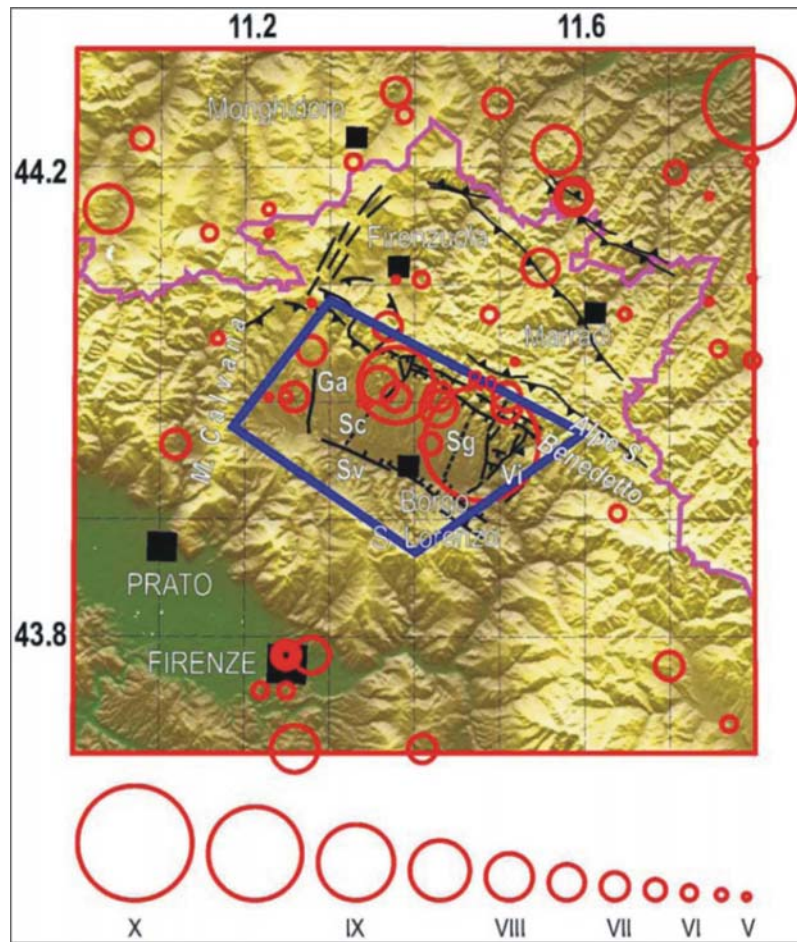 11.2 11.6
Monghidoro
44.2
Firenzuola
Marradi
M. Calvana
Ga
Sc
Sg
Alpe S.
Benedetto
Sv
Vi
Borgo
S. Lorenzo
PRATO
43.8
FIRENZE
X IX VIII VII VI V